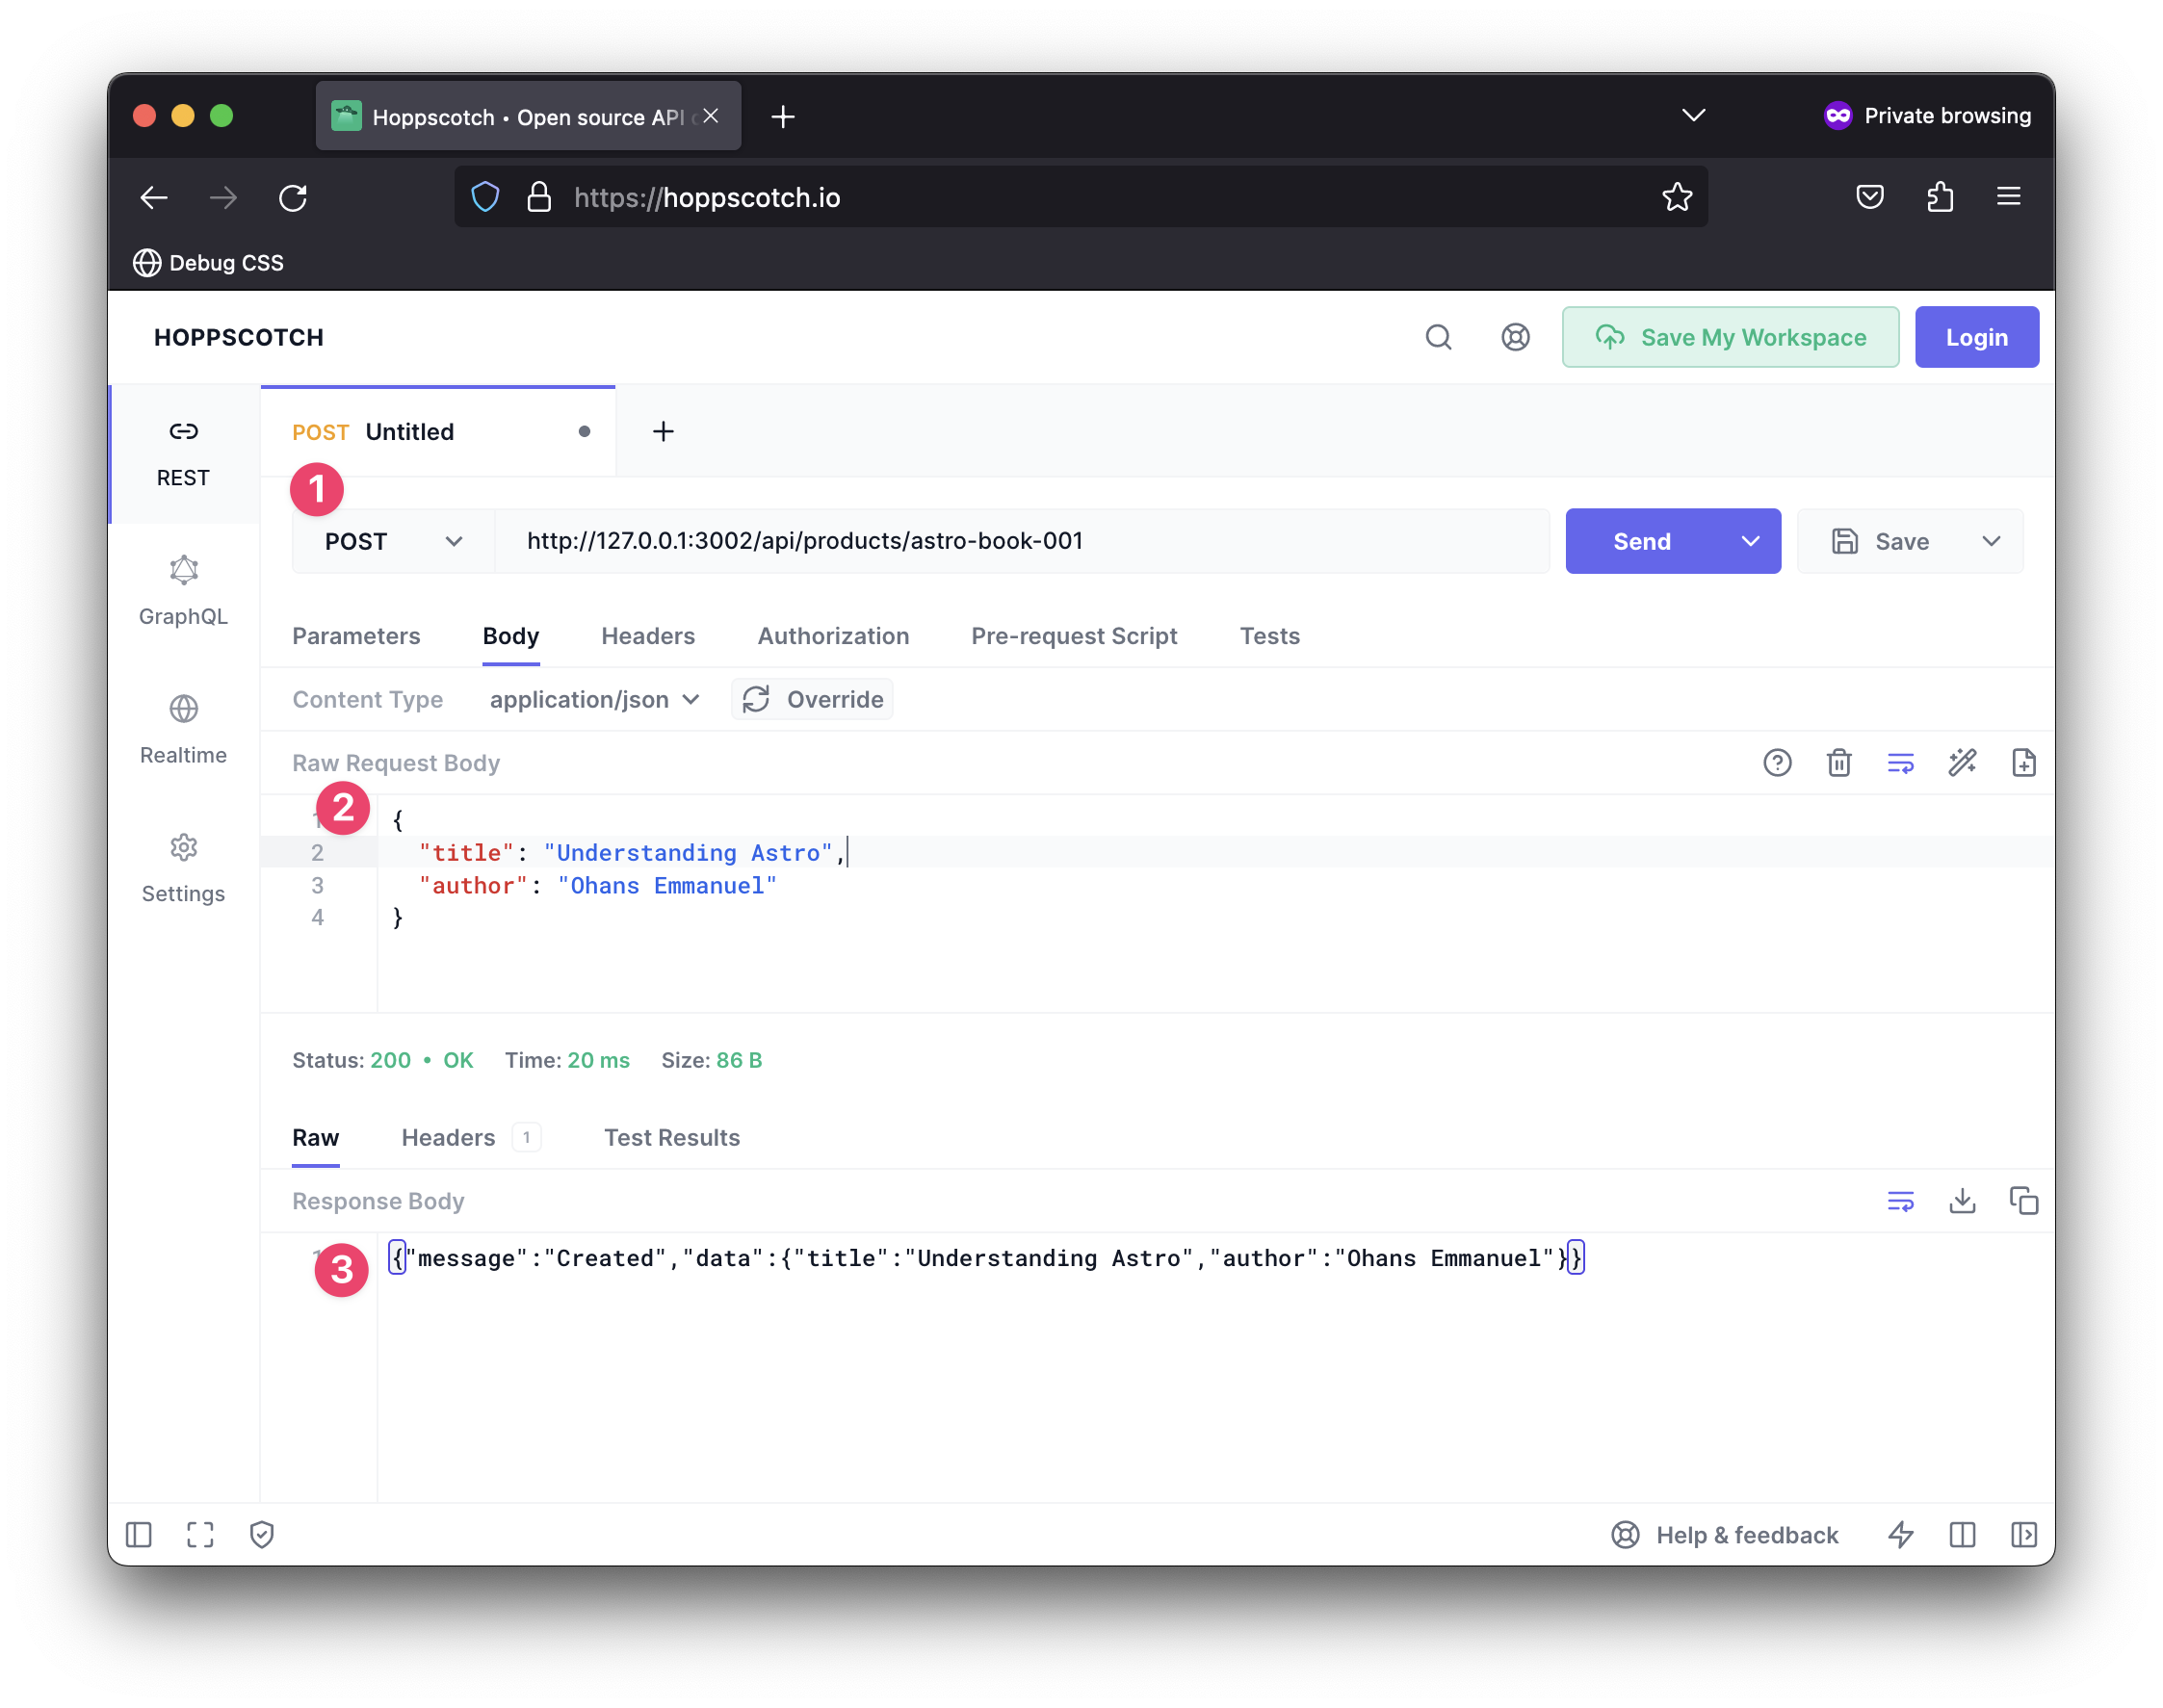 Hoppscotch • Open source API
Private browsing
https://hoppscotch.io
Debug CSS
HOPPSCOTCH
Save My Workspace
Login
REST
GraphQL
Realtime
Settings
POST Untitled
1
POST
http://127.0.0.1:3002/api/products/astro-book-001
Send
Save
Parameters Body Headers Authorization Pre-request Script Tests
Content Type application/json Override
Raw Request Body
2
1 {
2 "title": "Understanding Astro",
3 "author": "Ohans Emmanuel"
4 }
Status: 200 • OK Time: 20 ms Size: 86 B
Raw Headers 1 Test Results
Response Body
3
1 {"message":"Created","data":{"title":"Understanding Astro","author":"Ohans Emmanuel"}}
Help & feedback